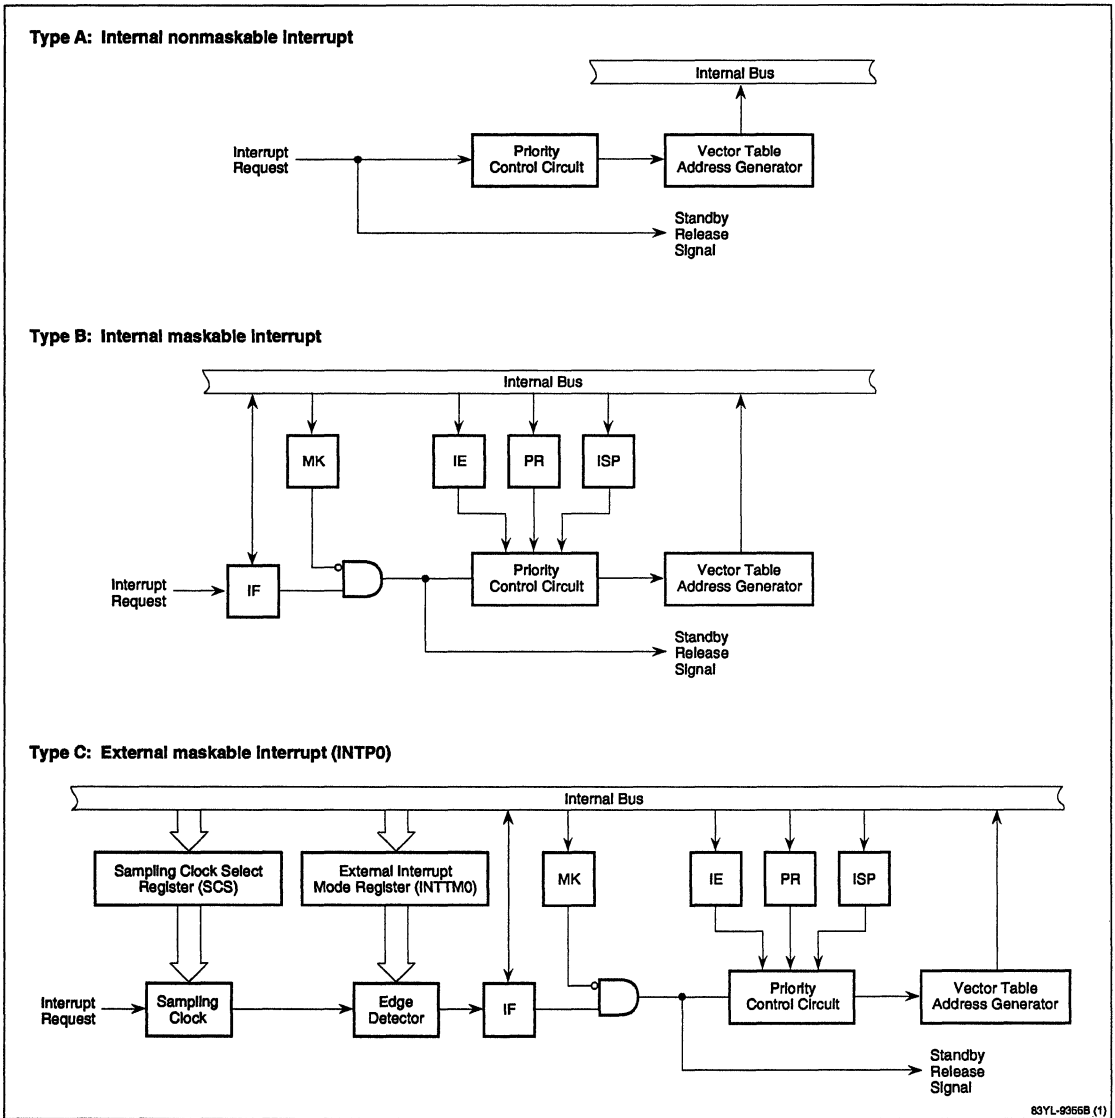 Type A: Internal nonmaskable interrupt
Internal Bus
Interrupt
Request
Priority
Control Circuit
Vector Table
Address Generator
Standby
Release
Signal
Type B: Internal maskable interrupt
Internal Bus
MK
IE
PR
ISP
Interrupt
Request
IF
Priority
Control Circuit
Vector Table
Address Generator
Standby
Release
Signal
Type C: External maskable interrupt (INTP0)
Internal Bus
Sampling Clock Select
Register (SCS)
External Interrupt
Mode Register (INTTM0)
MK
IE
PR
ISP
Interrupt
Request
Sampling
Clock
Edge
Detector
IF
Priority
Control Circuit
Vector Table
Address Generator
Standby
Release
Signal
83YL-9366B (1)